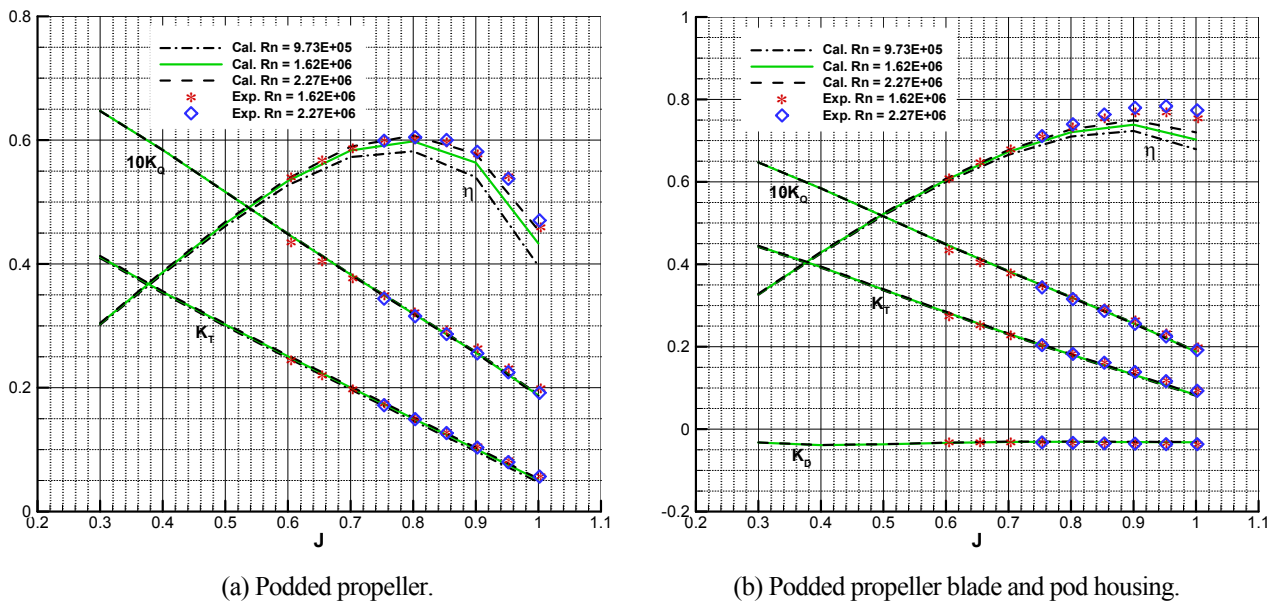 0.8
0.6
0.4
0.2
0
Cal. Rn = 9.73E+05
Cal. Rn = 1.62E+06
Cal. Rn = 2.27E+06
Exp. Rn = 1.62E+06
Exp. Rn = 2.27E+06
10K_Q
η
K_T
0.2 0.3 0.4 0.5 0.6 0.7 0.8 0.9 1 1.1
J
(a) Podded propeller.
1
0.8
0.6
0.4
0.2
0
-0.2
Cal. Rn = 9.73E+05
Cal. Rn = 1.62E+06
Cal. Rn = 2.27E+06
Exp. Rn = 1.62E+06
Exp. Rn = 2.27E+06
η
10K_Q
K_T
K_D
0.2 0.3 0.4 0.5 0.6 0.7 0.8 0.9 1 1.1
J
(b) Podded propeller blade and pod housing.